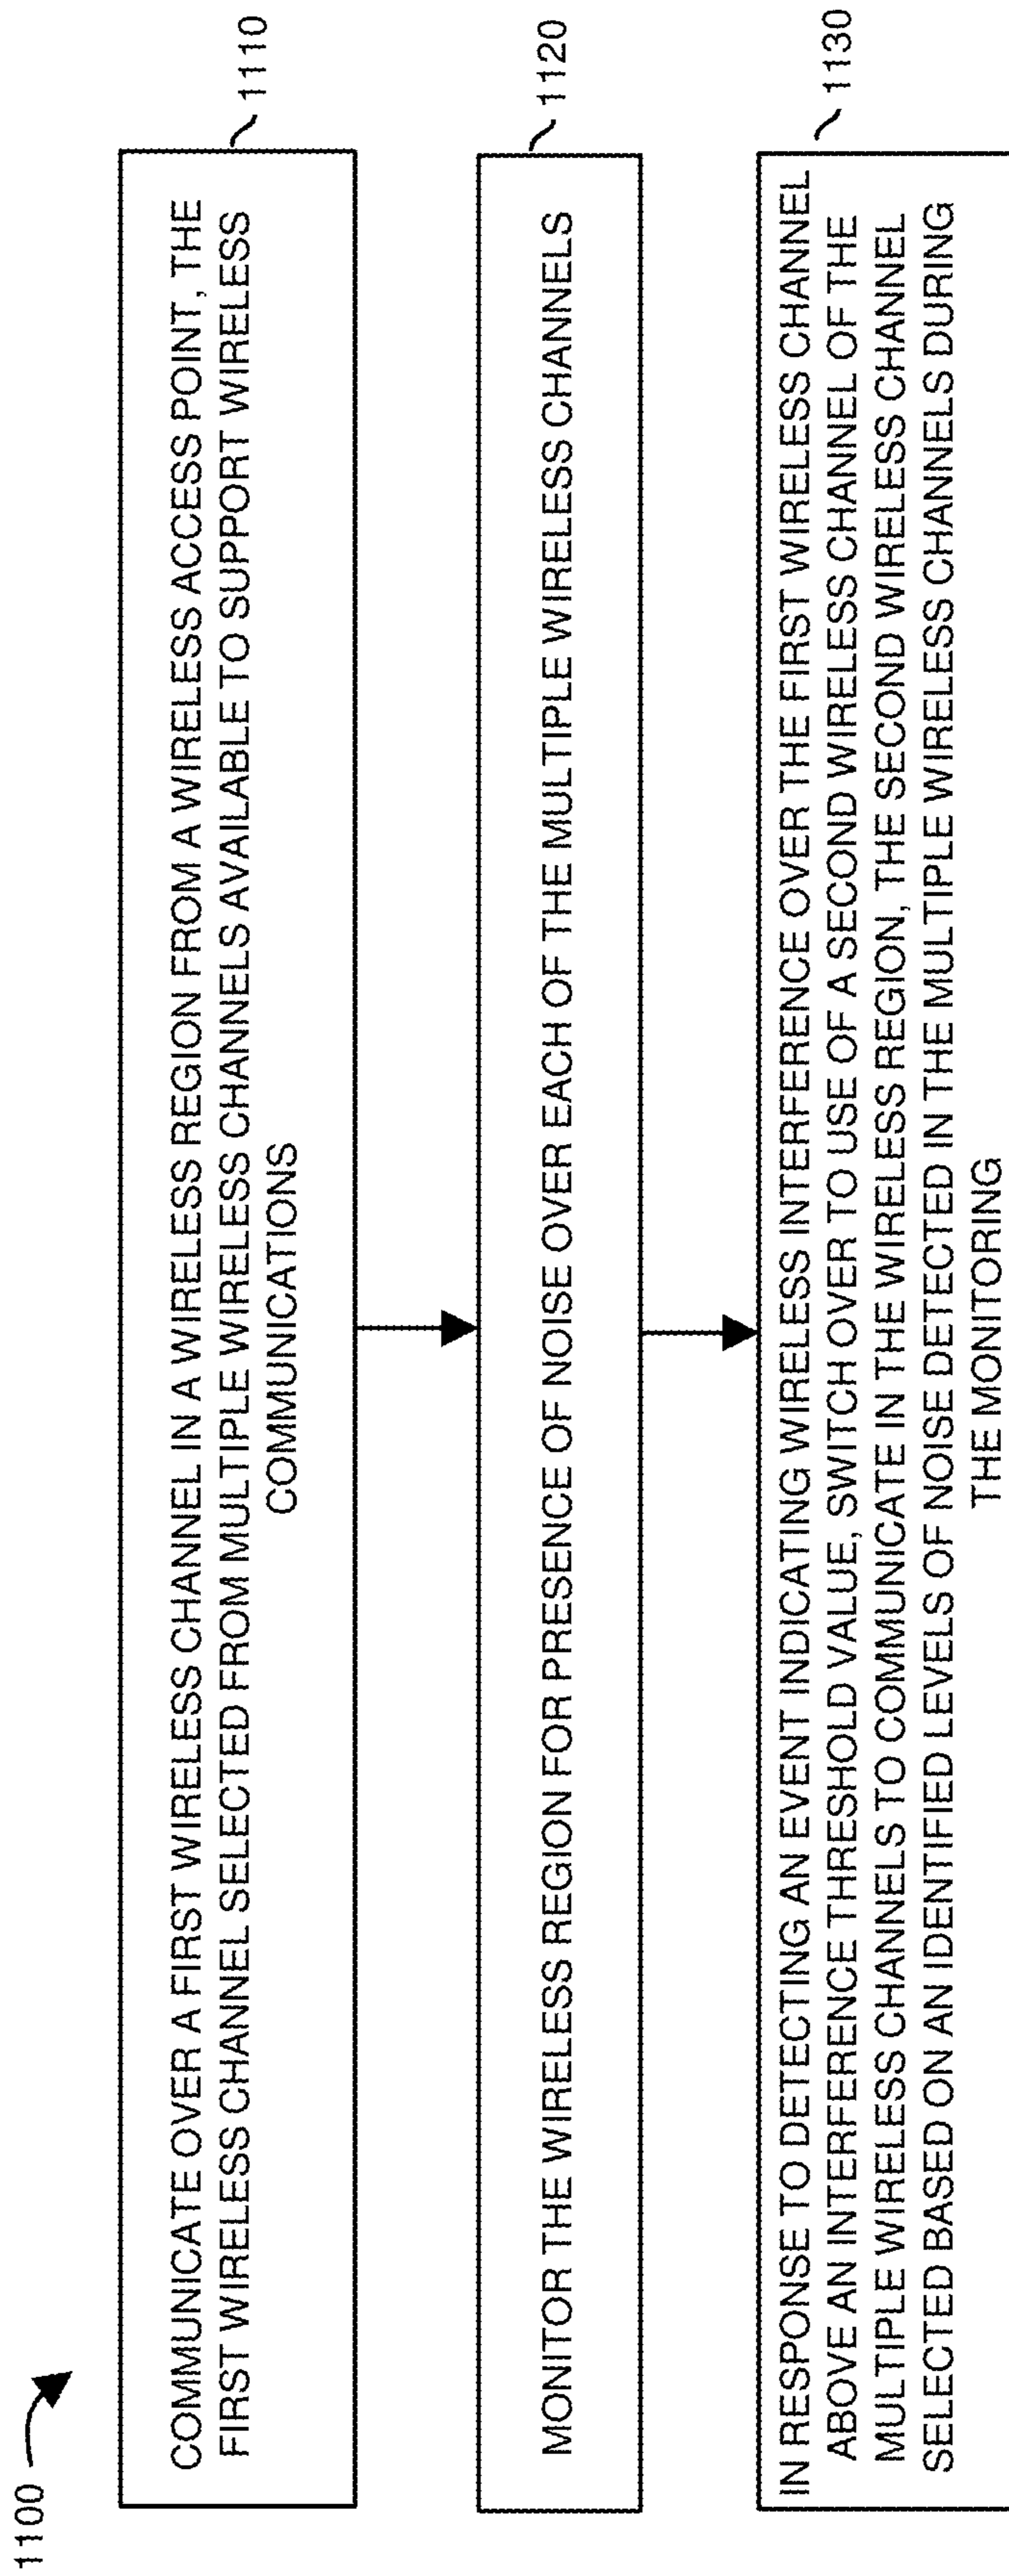 1100
COMMUNICATE OVER A FIRST WIRELESS CHANNEL IN A WIRELESS REGION FROM A WIRELESS ACCESS POINT, THE
FIRST WIRELESS CHANNEL SELECTED FROM MULTIPLE WIRELESS CHANNELS AVAILABLE TO SUPPORT WIRELESS
COMMUNICATIONS
1110
MONITOR THE WIRELESS REGION FOR PRESENCE OF NOISE OVER EACH OF THE MULTIPLE WIRELESS CHANNELS
1120
IN RESPONSE TO DETECTING AN EVENT INDICATING WIRELESS INTERFERENCE OVER THE FIRST WIRELESS CHANNEL
ABOVE AN INTERFERENCE THRESHOLD VALUE, SWITCH OVER TO USE OF A SECOND WIRELESS CHANNEL OF THE
MULTIPLE WIRELESS CHANNELS TO COMMUNICATE IN THE WIRELESS REGION, THE SECOND WIRELESS CHANNEL
SELECTED BASED ON AN IDENTIFIED LEVELS OF NOISE DETECTED IN THE MULTIPLE WIRELESS CHANNELS DURING
THE MONITORING
1130